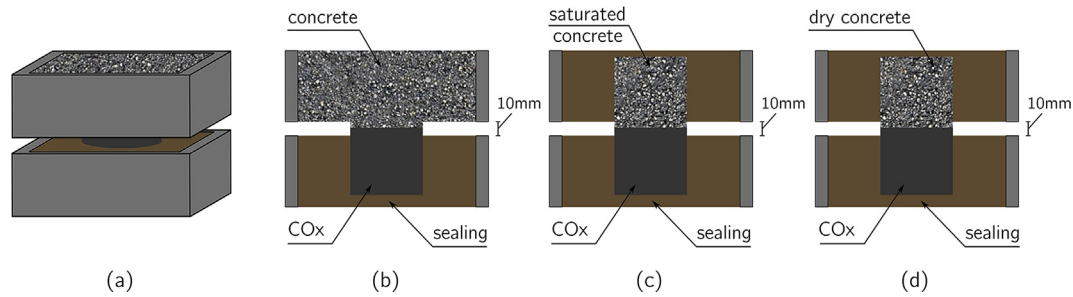 concrete
saturated
concrete
dry concrete
10mm
10mm
10mm
COx
sealing
COx
sealing
COx
sealing
(a)
(b)
(c)
(d)